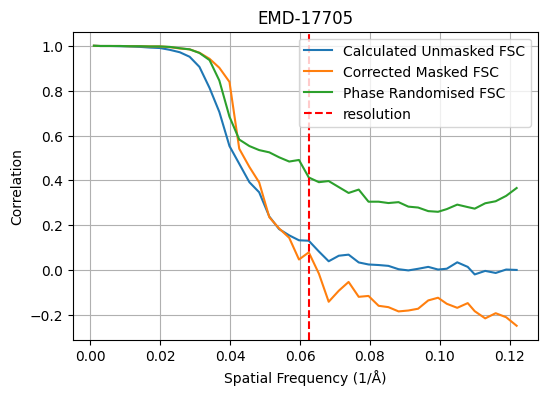 EMD-17705
Correlation
1.0
0.8
0.6
0.4
0.2
0.0
−0.2
Calculated Unmasked FSC
Corrected Masked FSC
Phase Randomised FSC
resolution
0.00 0.02 0.04 0.06 0.08 0.10 0.12
Spatial Frequency (1/Å)